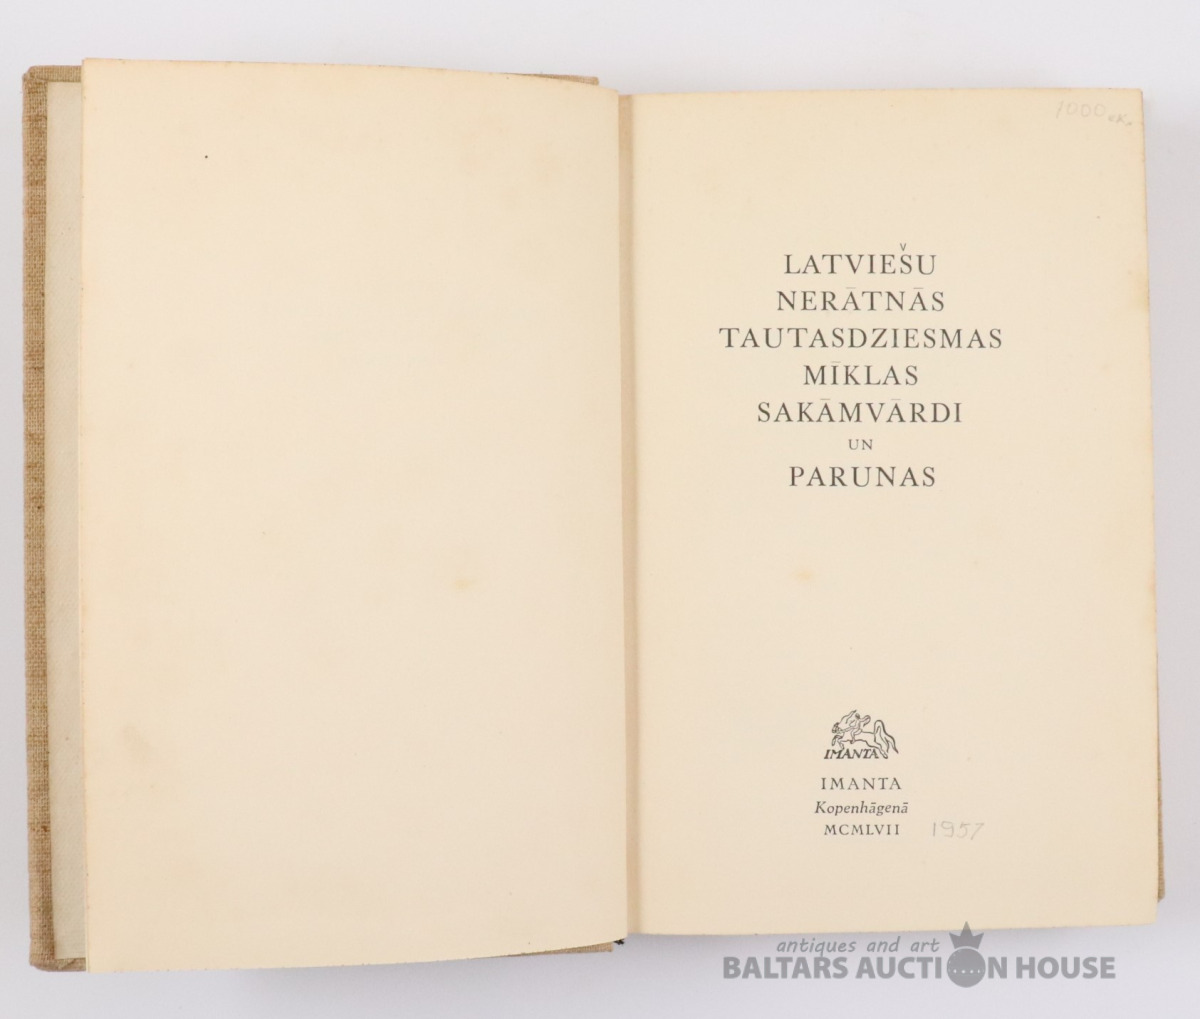 1000 eк.
LATVIEŠU
NERĀTNĀS
TAUTASDZIESMAS
MĪKLAS
SAKĀMVĀRDI
UN
PARUNAS
IMANTA
IMANTA
Kopenhāgenā
MCMLVII 1957
antiques and art
BALTARS AUCTION HOUSE